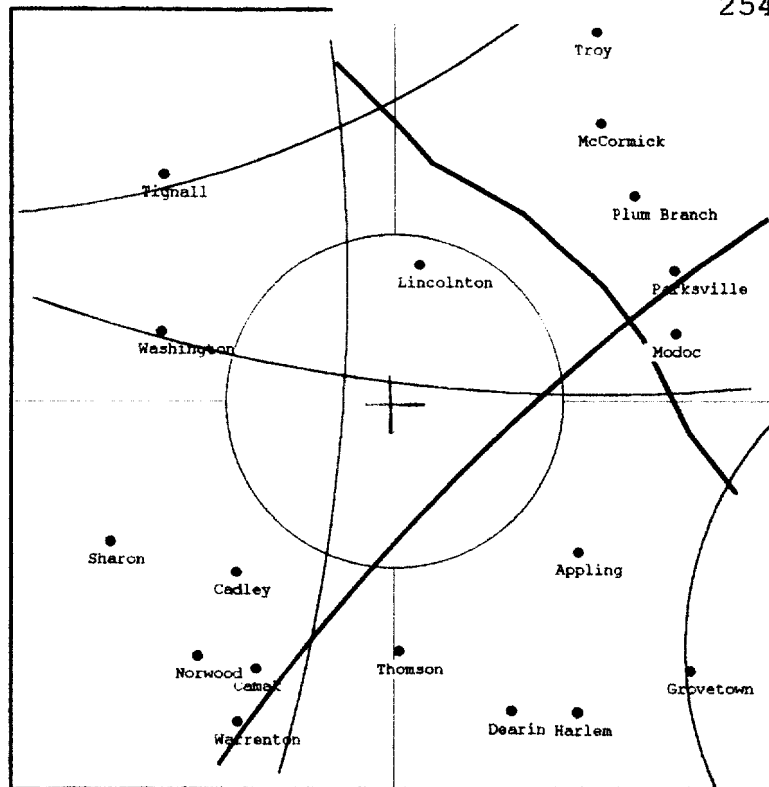 254
Troy
McCormick
Tignall
Plum Branch
Lincolnton
Parksville
Washington
Modoc
Sharon
Appling
Cadley
Norwood
Camak
Thomson
Grovetown
Warrenton
Dearin Harlem